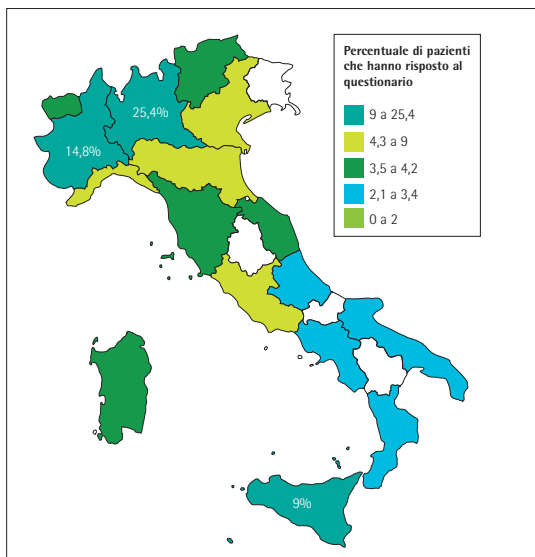 Percentuale di pazienti
che hanno risposto al
questionario
9 a 25,4
4,3 a 9
3,5 a 4,2
2,1 a 3,4
0 a 2
25,4%
14,8%
9%